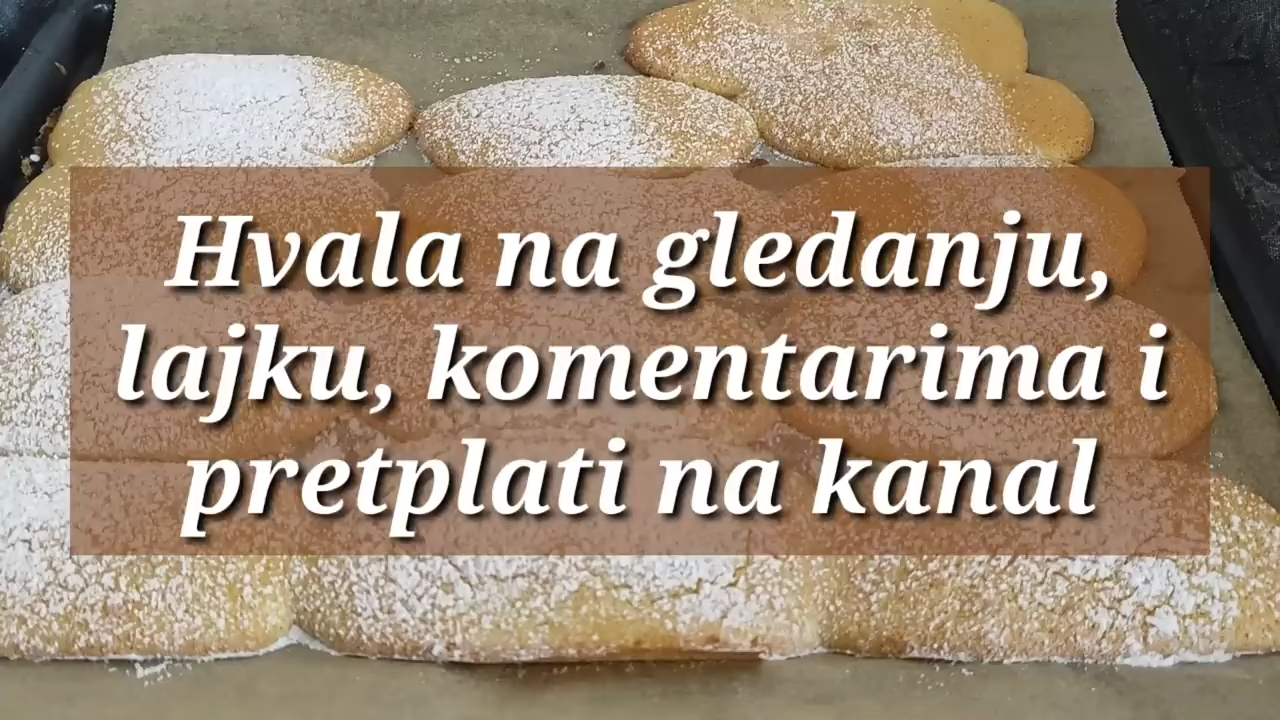 Hvala na gledanju,
lajku, komentarima i
pretplati na kanal